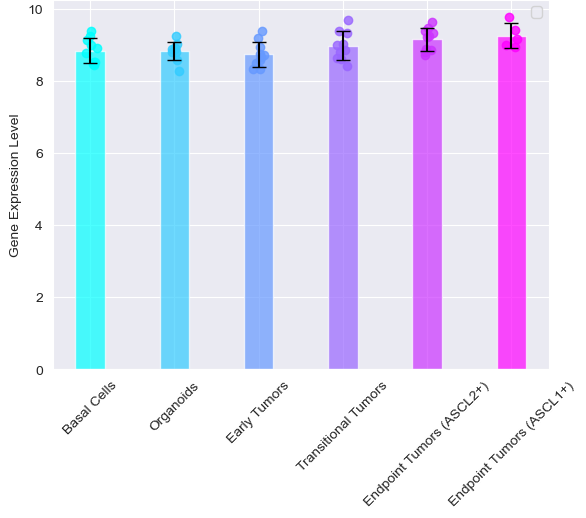 Gene Expression Level
10
8
6
4
2
0
Basal Cells
Organoids
Early Tumors
Transitional Tumors
Endpoint Tumors (ASCL2+)
Endpoint Tumors (ASCL1+)